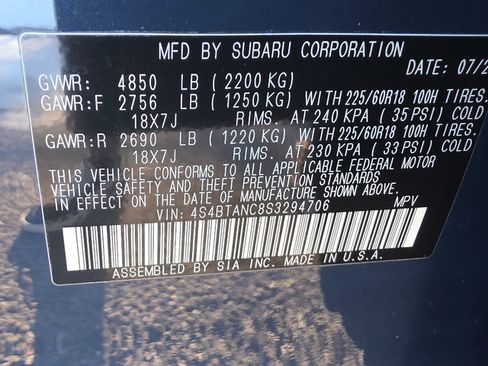 MFD BY SUBARU CORPORATION
DATE: 07/2
GVWR: 4850 LB (2200 KG)
GAWR:F 2756 LB (1250 KG) WITH 225/60R18 100H TIRES.
18X7J RIMS. AT 240 KPA (35 PSI) COLD
GAWR:R 2690 LB (1220 KG) WITH 225/60R18 100H TIRES.
18X7J RIMS. AT 230 KPA (33 PSI) COLD
THIS VEHICLE CONFORMS TO ALL APPLICABLE FEDERAL MOTOR
VEHICLE SAFETY AND THEFT PREVENTION STANDARDS
IN EFFECT ON THE DATE OF MANUFACTURE SHOWN ABOVE.
VIN: 4S4BTANC8S3294706 MPV
ASSEMBLED BY SIA INC. MADE IN U.S.A.